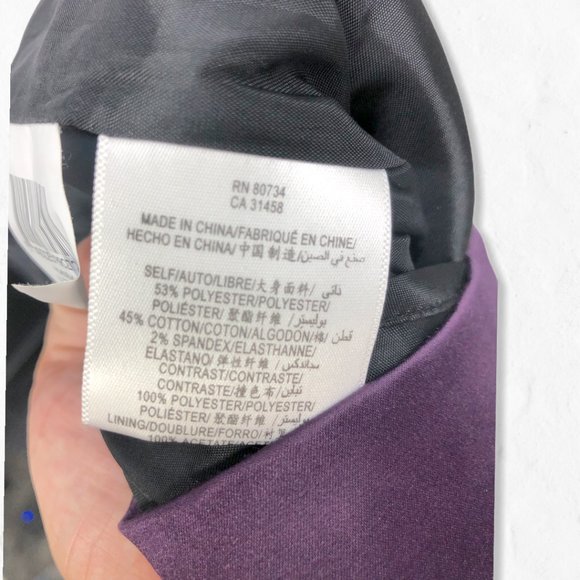 RN 80734
CA 31458
MADE IN CHINA/FABRIQUÉ EN CHINE/
HECHO EN CHINA/中国制造/صنع في الصين
SELF/AUTO/LIBRE/大身面料/
53% POLYESTER/POLYESTER/
POLIÉSTER/聚酯纤维/بوليستر
45% COTTON/COTON/ALGODÓN/棉/قطن
2% SPANDEX/ELASTHANNE/
ELASTANO/弹性纤维/سباندكس
CONTRAST/CONTRASTE/
CONTRASTE/撞色布/تباين
100% POLYESTER/POLYESTER/
POLIÉSTER/聚酯纤维/بوليستر
LINING/DOUBLURE/FORRO/
100% ACETATE/